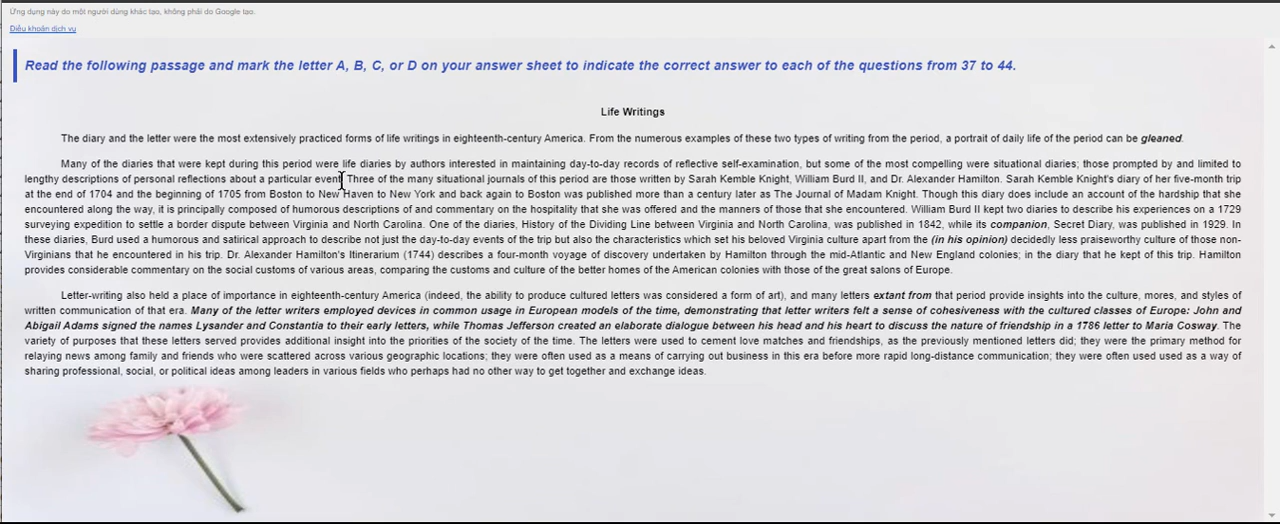 Ứng dụng này do một người dùng khác tạo, không phải do Google tạo.
Điều khoản dịch vụ
Read the following passage and mark the letter A, B, C, or D on your answer sheet to indicate the correct answer to each of the questions from 37 to 44.
Life Writings
The diary and the letter were the most extensively practiced forms of life writings in eighteenth-century America. From the numerous examples of these two types of writing from the period, a portrait of daily life of the period can be gleaned.
Many of the diaries that were kept during this period were life diaries by authors interested in maintaining day-to-day records of reflective self-examination, but some of the most compelling were situational diaries; those prompted by and limited to
lengthy descriptions of personal reflections about a particular event. Three of the many situational journals of this period are those written by Sarah Kemble Knight, William Burd II, and Dr. Alexander Hamilton. Sarah Kemble Knight's diary of her five-month trip
at the end of 1704 and the beginning of 1705 from Boston to New Haven to New York and back again to Boston was published more than a century later as The Journal of Madam Knight. Though this diary does include an account of the hardship that she
encountered along the way, it is principally composed of humorous descriptions of and commentary on the hospitality that she was offered and the manners of those that she encountered. William Burd II kept two diaries to describe his experiences on a 1729
surveying expedition to settle a border dispute between Virginia and North Carolina. One of the diaries, History of the Dividing Line between Virginia and North Carolina, was published in 1842, while its companion, Secret Diary, was published in 1929. In
these diaries, Burd used a humorous and satirical approach to describe not just the day-to-day events of the trip but also the characteristics which set his beloved Virginia culture apart from the (in his opinion) decidedly less praiseworthy culture of those non-
Virginians that he encountered in his trip. Dr. Alexander Hamilton's Itinerarium (1744) describes a four-month voyage of discovery undertaken by Hamilton through the mid-Atlantic and New England colonies; in the diary that he kept of this trip. Hamilton
provides considerable commentary on the social customs of various areas, comparing the customs and culture of the better homes of the American colonies with those of the great salons of Europe.
Letter-writing also held a place of importance in eighteenth-century America (indeed, the ability to produce cultured letters was considered a form of art), and many letters extant from that period provide insights into the culture, mores, and styles of
written communication of that era. Many of the letter writers employed devices in common usage in European models of the time, demonstrating that letter writers felt a sense of cohesiveness with the cultured classes of Europe: John and
Abigail Adams signed the names Lysander and Constantia to their early letters, while Thomas Jefferson created an elaborate dialogue between his head and his heart to discuss the nature of friendship in a 1786 letter to Maria Cosway. The
variety of purposes that these letters served provides additional insight into the priorities of the society of the time. The letters were used to cement love matches and friendships, as the previously mentioned letters did; they were the primary method for
relaying news among family and friends who were scattered across various geographic locations; they were often used as a means of carrying out business in this era before more rapid long-distance communication; they were often used used as a way of
sharing professional, social, or political ideas among leaders in various fields who perhaps had no other way to get together and exchange ideas.